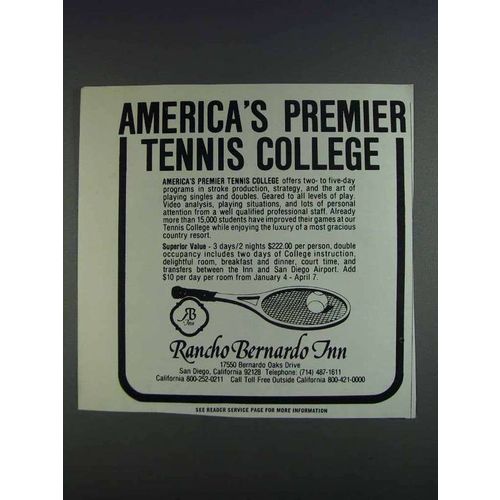 AMERICA'S PREMIER
TENNIS COLLEGE
AMERICA'S PREMIER TENNIS COLLEGE offers two- to five-day
programs in stroke production, strategy, and the art of
playing singles and doubles. Geared to all levels of play.
Video analysis, playing situations, and lots of personal
attention from a well qualified professional staff. Already
more than 15,000 students have improved their games at our
Tennis College while enjoying the luxury of a most gracious
country resort.
Superior Value - 3 days/2 nights $222.00 per person, double
occupancy includes two days of College instruction,
delightful room, breakfast and dinner, court time, and
transfers between the Inn and San Diego Airport. Add
$10 per day per room from January 4 - April 7.
RB
Inn
Rancho Bernardo Inn
17550 Bernardo Oaks Drive
San Diego, California 92128 Telephone: (714) 487-1611
California 800-252-0211 Call Toll Free Outside California 800-421-0000
SEE READER SERVICE PAGE FOR MORE INFORMATION